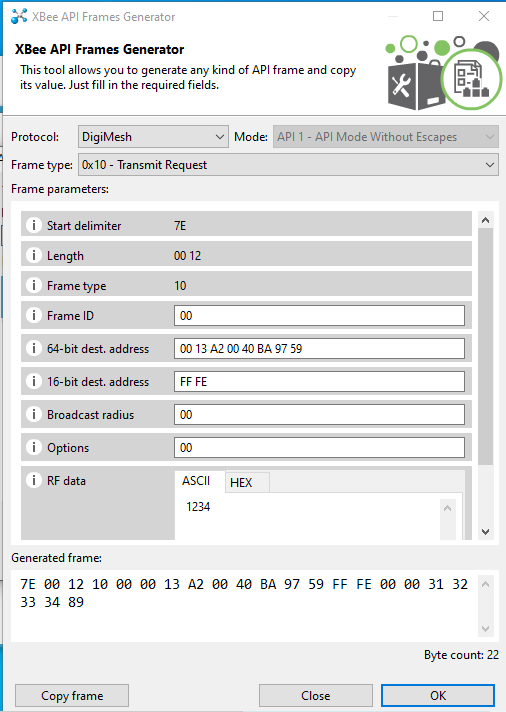 XBee API Frames Generator
XBee API Frames Generator
This tool allows you to generate any kind of API frame and copy
its value. Just fill in the required fields.
Protocol: DigiMesh Mode: API 1 - API Mode Without Escapes
Frame type: 0x10 - Transmit Request
Frame parameters:
i Start delimiter 7E
i Length 00 12
i Frame type 10
i Frame ID 00
i 64-bit dest. address 00 13 A2 00 40 BA 97 59
i 16-bit dest. address FF FE
i Broadcast radius 00
i Options 00
i RF data ASCII HEX
1234
Generated frame:
7E 00 12 10 00 00 13 A2 00 40 BA 97 59 FF FE 00 00 31 32
33 34 89
Byte count: 22
Copy frame Close OK